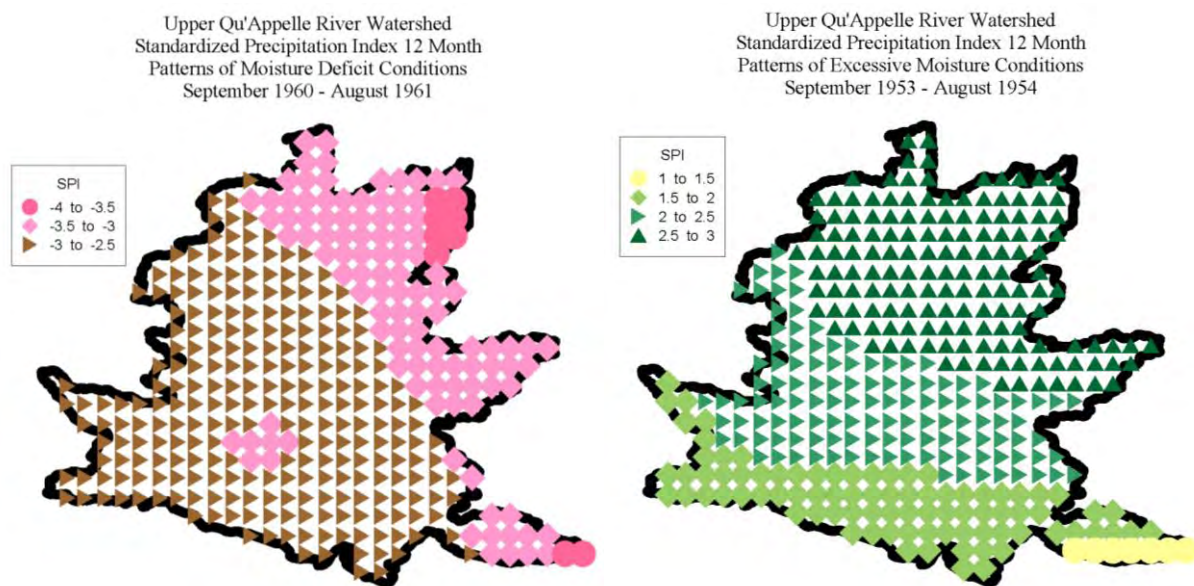 Upper Qu'Appelle River Watershed
Standardized Precipitation Index 12 Month
Patterns of Moisture Deficit Conditions
September 1960 - August 1961
SPI
-4 to -3.5
-3.5 to -3
-3 to -2.5
Upper Qu'Appelle River Watershed
Standardized Precipitation Index 12 Month
Patterns of Excessive Moisture Conditions
September 1953 - August 1954
SPI
1 to 1.5
1.5 to 2
2 to 2.5
2.5 to 3